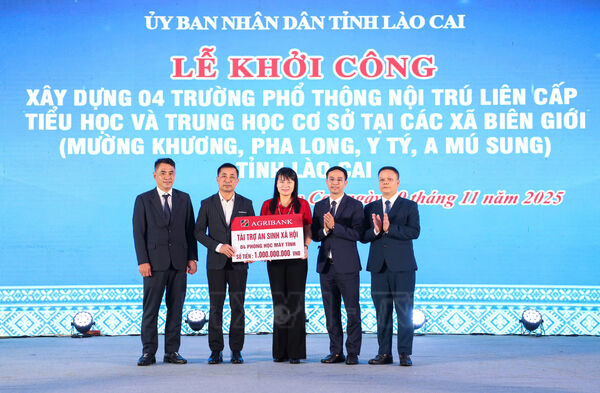 ỦY BAN NHÂN DÂN TỈNH LÀO CAI
LỄ KHỞI CÔNG
XÂY DỰNG 04 TRƯỜNG PHỔ THÔNG NỘI TRÚ LIÊN CẤP
TIỂU HỌC VÀ TRUNG HỌC CƠ SỞ TẠI CÁC XÃ BIÊN GIỚI
(MƯỜNG KHƯƠNG, PHA LONG, Y TÝ, A MÚ SUNG)
TỈNH LÀO CAI
ngày 0 tháng 11 năm 2025
AGRIBANK
TÀI TRỢ AN SINH XÃ HỘI
04 PHÒNG HỌC MÁY TÍNH
SỐ TIỀN: 1.000.000.000 VNĐ